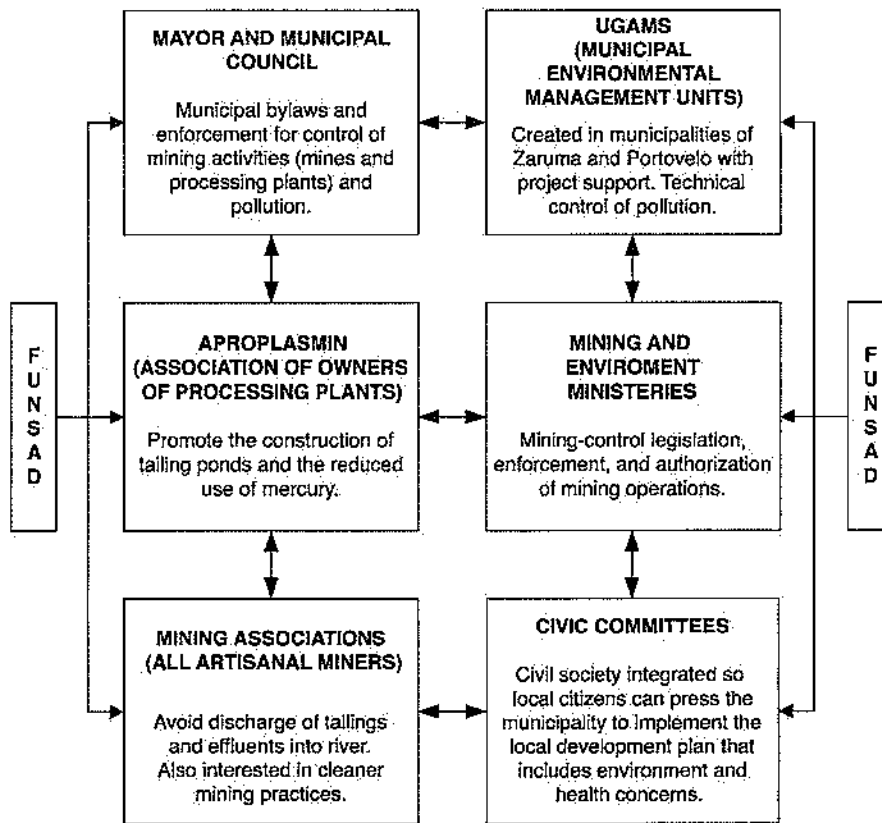 MAYOR AND MUNICIPAL
COUNCIL
Municipal bylaws and
enforcement for control of
mining activities (mines and
processing plants) and
pollution.
UGAMS
(MUNICIPAL
ENVIRONMENTAL
MANAGEMENT UNITS)
Created in municipalities of
Zaruma and Portovelo with
project support. Technical
control of pollution.
FUNSAD
APROPLASMIN
(ASSOCIATION OF OWNERS
OF PROCESSING PLANTS)
Promote the construction of
tailing ponds and the reduced
use of mercury.
MINING AND
ENVIROMENT
MINISTERIES
Mining-control legislation,
enforcement, and authorization
of mining operations.
FUNSAD
MINING ASSOCIATIONS
(ALL ARTISANAL MINERS)
Avoid discharge of tailings
and effluents into river.
Also interested in cleaner
mining practices.
CIVIC COMMITTEES
Civil society integrated so
local citizens can press the
municipality to implement the
local development plan that
includes environment and
health concerns.